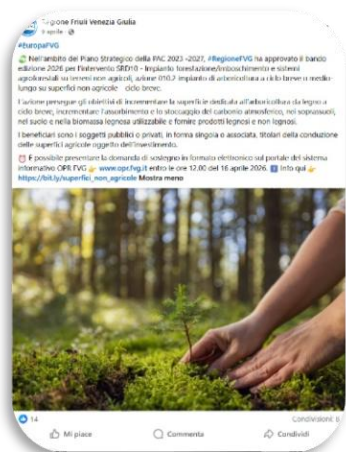 Regione Friuli Venezia Giulia
8 aprile
#EuropaFVG
Nell'ambito del Piano Strategico della PAC 2023 -2027, #RegioneFVG ha approvato il bando
edizione 2026 per l'intervento SRD10 - Impianto forestazione/imboschimento e sistemi
agroforestali su terreni non agricoli, azione 010.2 impianto di arboricoltura a ciclo breve o medio-
lungo su superfici non agricole ciclo breve.
L'azione persegue gli obiettivi di incrementare la superficie dedicata all'arboricoltura da legno a
ciclo breve, incrementare l'assorbimento e lo stoccaggio del carbonio atmosferico, nel soprassuolo,
nel suolo e nella biomassa legnosa utilizzabile e fornire prodotti legnosi e non legnosi.
I beneficiari sono i soggetti pubblici o privati, in forma singola o associata, titolari della conduzione
delle superfici agricole oggetto dell'investimento.
È possibile presentare la domanda di sostegno in formato elettronico sul portale del sistema
informativo OPR FVG www.opr.fvg.it entro le ore 12.00 del 16 aprile 2026. Info qui
https://bit.ly/superfici_non_agricole Mostra meno
14
Condivisioni: 8
Mi piace
Commenta
Condividi